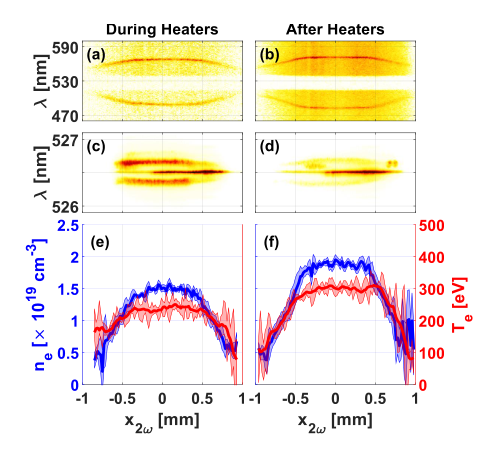 During Heaters After Heaters
590
530
470
λ [nm]
(a) (b)
527
526
λ [nm]
(c) (d)
2.5
2
1.5
1
0.5
0
n_e [× 10^19 cm^-3]
(e) (f)
500
400
300
200
100
0
T_e [eV]
-1 -0.5 0 0.5 1 -1 -0.5 0 0.5 1
x_2ω [mm] x_2ω [mm]